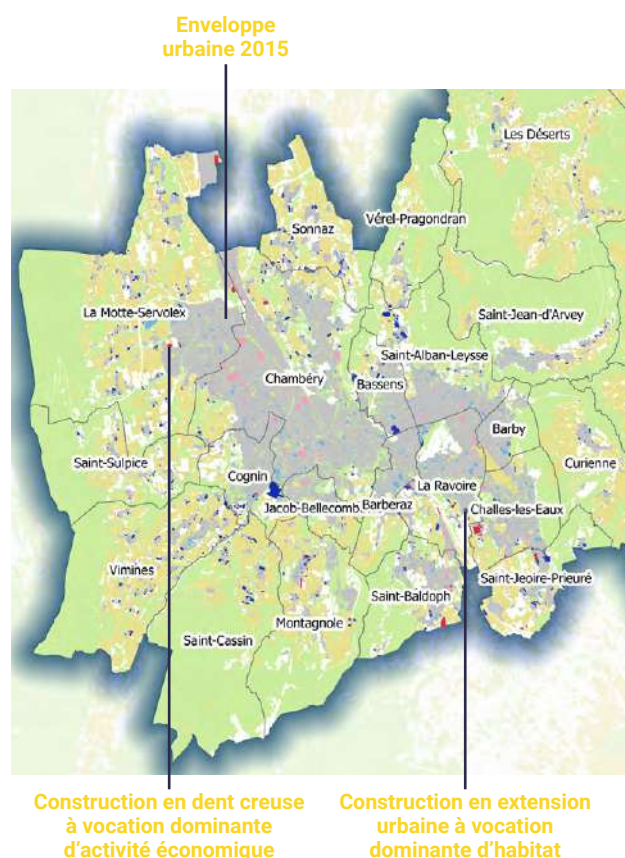 Enveloppe
urbaine 2015
Les Déserts
Vérel-Pragondran
Sonnaz
La Motte-Servolex
Saint-Jean-d'Arvey
Saint-Alban-Leysse
Chambéry
Bassens
Barby
Saint-Sulpice
Curienne
Cognin
La Ravoire
Jacob-Bellecomb.
Barberaz
Challes-les-Eaux
Vimines
Saint-Jeoire-Prieuré
Saint-Baldoph
Montagnole
Saint-Cassin
Construction en dent creuse
à vocation dominante
d'activité économique
Construction en extension
urbaine à vocation
dominante d'habitat